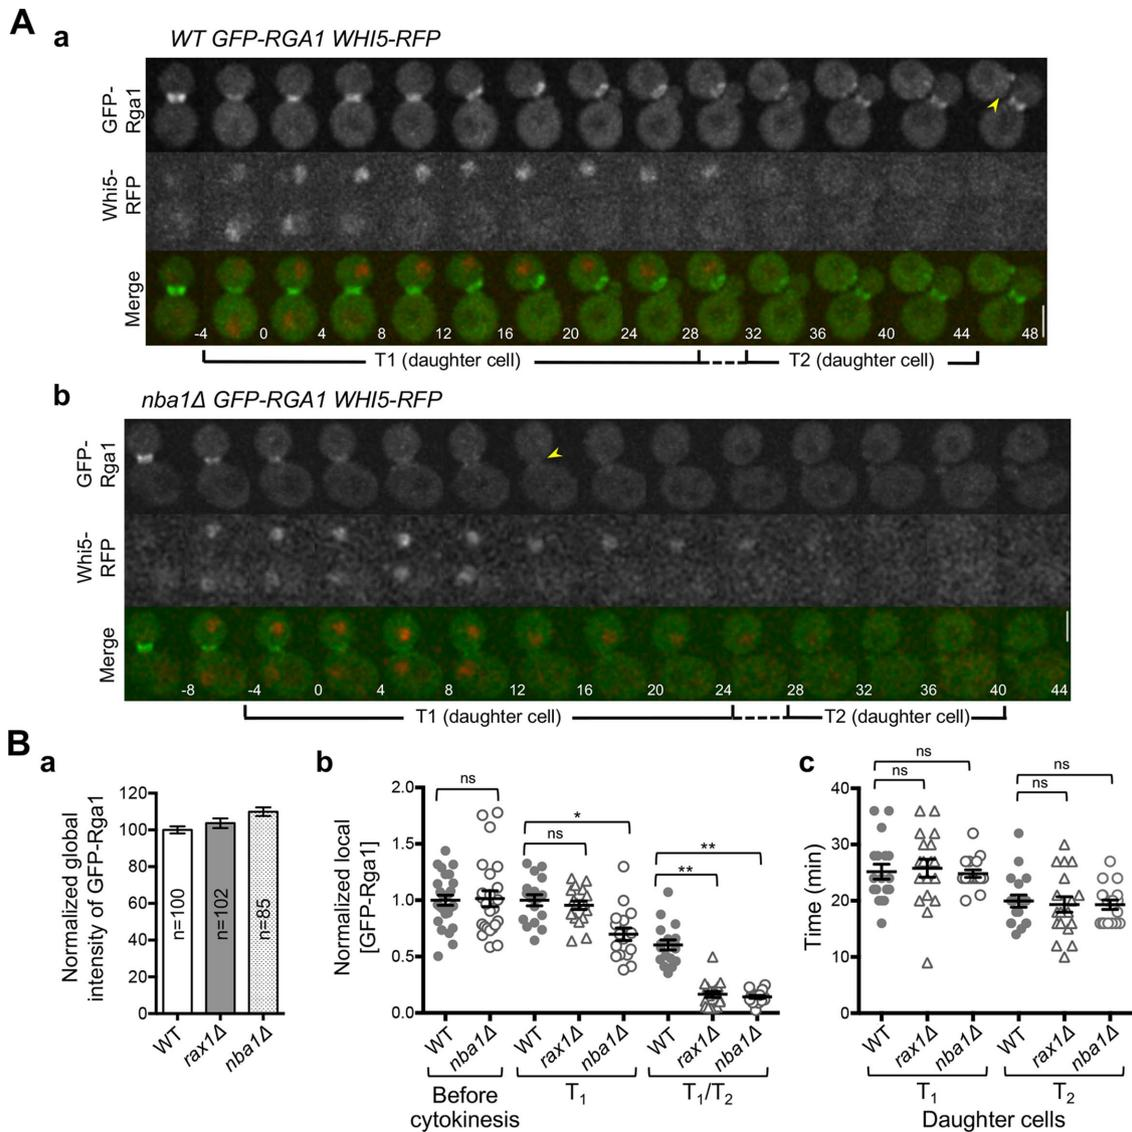 A
a
WT GFP-RGA1 WHI5-RFP
GFP-
Rga1
Whi5-
RFP
Merge
-4 0 4 8 12 16 20 24 28 32 36 40 44 48
T1 (daughter cell) T2 (daughter cell)
b
nba1Δ GFP-RGA1 WHI5-RFP
GFP-
Rga1
Whi5-
RFP
Merge
-8 -4 0 4 8 12 16 20 24 28 32 36 40 44
T1 (daughter cell) T2 (daughter cell)
B
a
Normalized global
intensity of GFP-Rga1
120
100
80
60
40
20
0
n=100
n=102
n=85
WT rax1Δ nba1Δ
b
Normalized local
[GFP-Rga1]
2.0
1.5
1.0
0.5
0.0
ns
*
ns
**
**
WT nba1Δ WT rax1Δ nba1Δ WT rax1Δ nba1Δ
Before
cytokinesis
T1
T1/T2
c
Time (min)
40
30
20
10
0
ns
ns
ns
ns
WT rax1Δ nba1Δ WT rax1Δ nba1Δ
T1 T2
Daughter cells